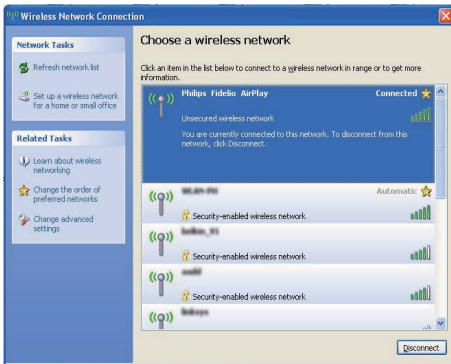 Wireless Network Connection
Network Tasks
Refresh network list
Set up a wireless network
for a home or small office
Related Tasks
Learn about wireless
networking
Change the order of
preferred networks
Change advanced
settings
Choose a wireless network
Click an item in the list below to connect to a wireless network in range or to get more
information.
Philips Fidelio AirPlay Connected
Unsecured wireless network
You are currently connected to this network. To disconnect from this
network, click Disconnect.
Automatic
Security-enabled wireless network
Security-enabled wireless network
Security-enabled wireless network
Disconnect